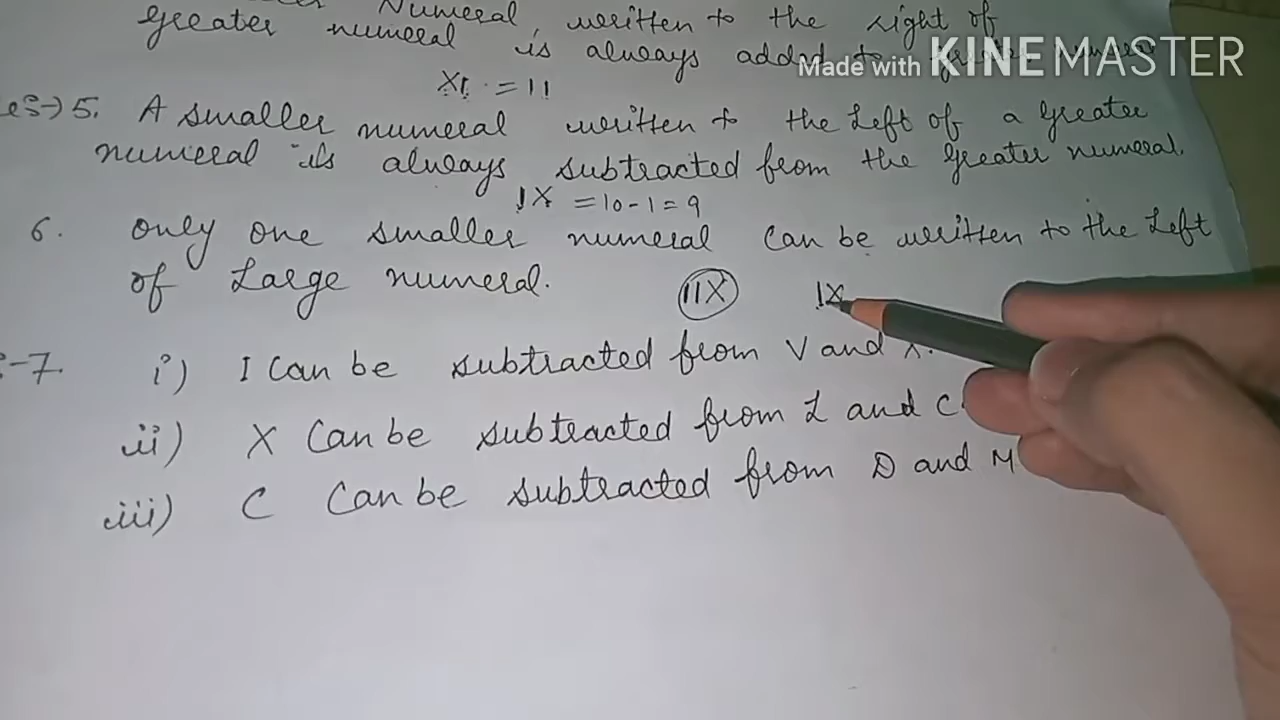 Numeral, written to the right of
greater numeral is always added to
Made with KINEMASTER
XI = 11
5. A smaller numeral written to the Left of a Greater
numeral is always subtracted from the Greater numeral.
IX = 10-1=9
6. Only one smaller numeral can be written to the Left
of Large numeral. IIX IX
-7. i) I Can be subtracted from V and X.
ii) X Can be subtracted from L and C
iii) C Can be subtracted from D and M